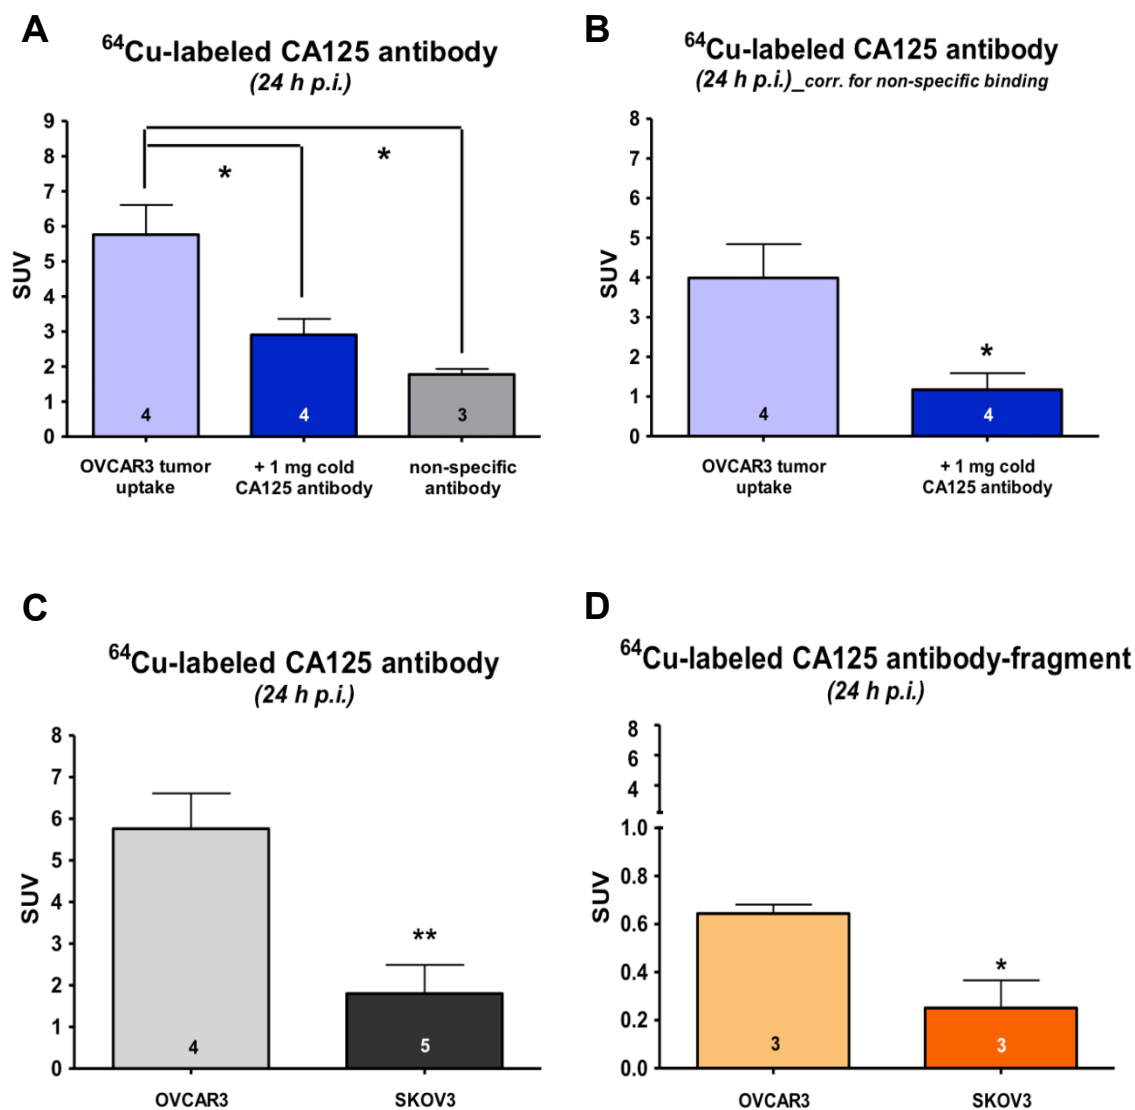 A
⁶⁴Cu-labeled CA125 antibody
(24 h p.i.)
SUV
9
8
7
6
5
4
3
2
1
0
*
*
4
4
3
OVCAR3 tumor
uptake
+ 1 mg cold
CA125 antibody
non-specific
antibody
B
⁶⁴Cu-labeled CA125 antibody
(24 h p.i.)_corr. for non-specific binding
SUV
8
7
6
5
4
3
2
1
0
*
4
4
OVCAR3 tumor
uptake
+ 1 mg cold
CA125 antibody
C
⁶⁴Cu-labeled CA125 antibody
(24 h p.i.)
SUV
8
7
6
5
4
3
2
1
0
**
4
5
OVCAR3
SKOV3
D
⁶⁴Cu-labeled CA125 antibody-fragment
(24 h p.i.)
SUV
8
6
4
1.0
0.8
0.6
0.4
0.2
0.0
*
3
3
OVCAR3
SKOV3